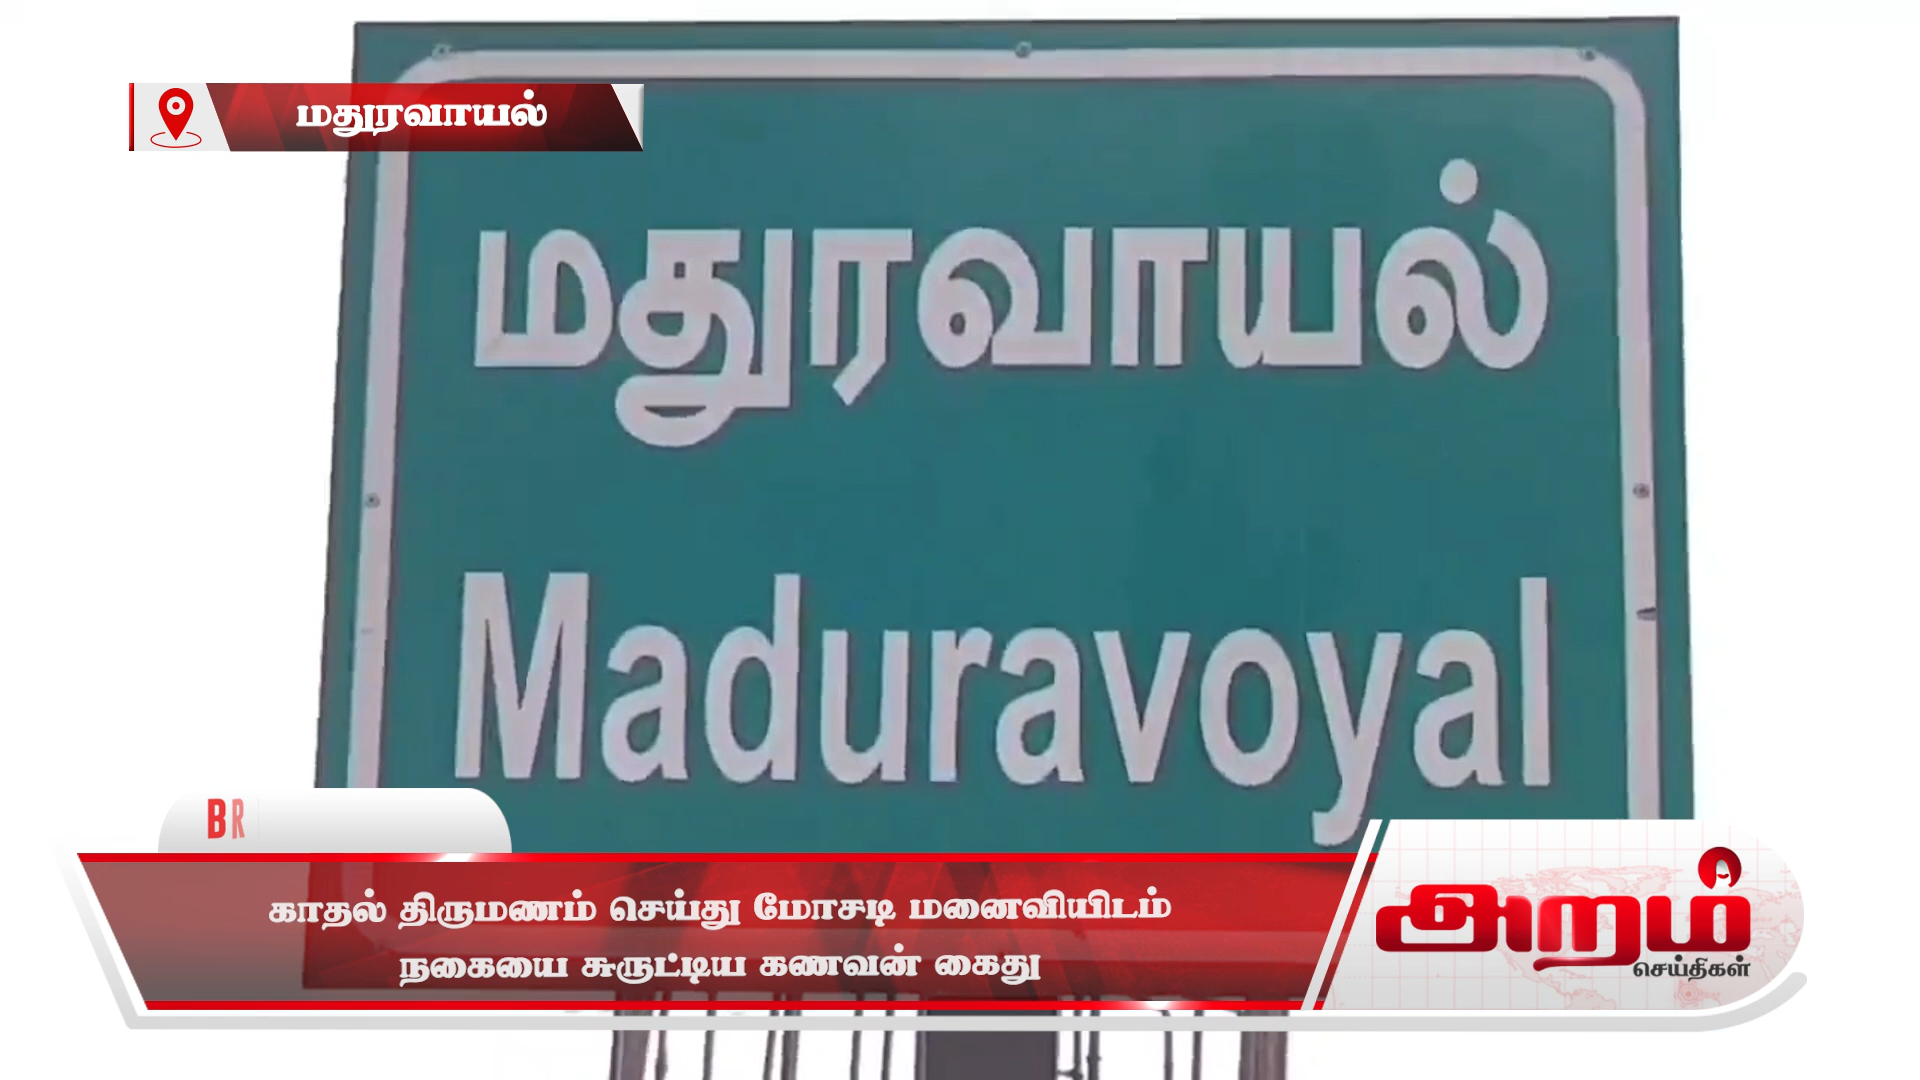 மதுரவாயல்
மதுரவாயல்
Maduravoyal
BR
காதல் திருமணம் செய்து மோசடி மனைவியிடம்
நகையை சுருட்டிய கணவன் கைது
அறம்
செய்திகள்